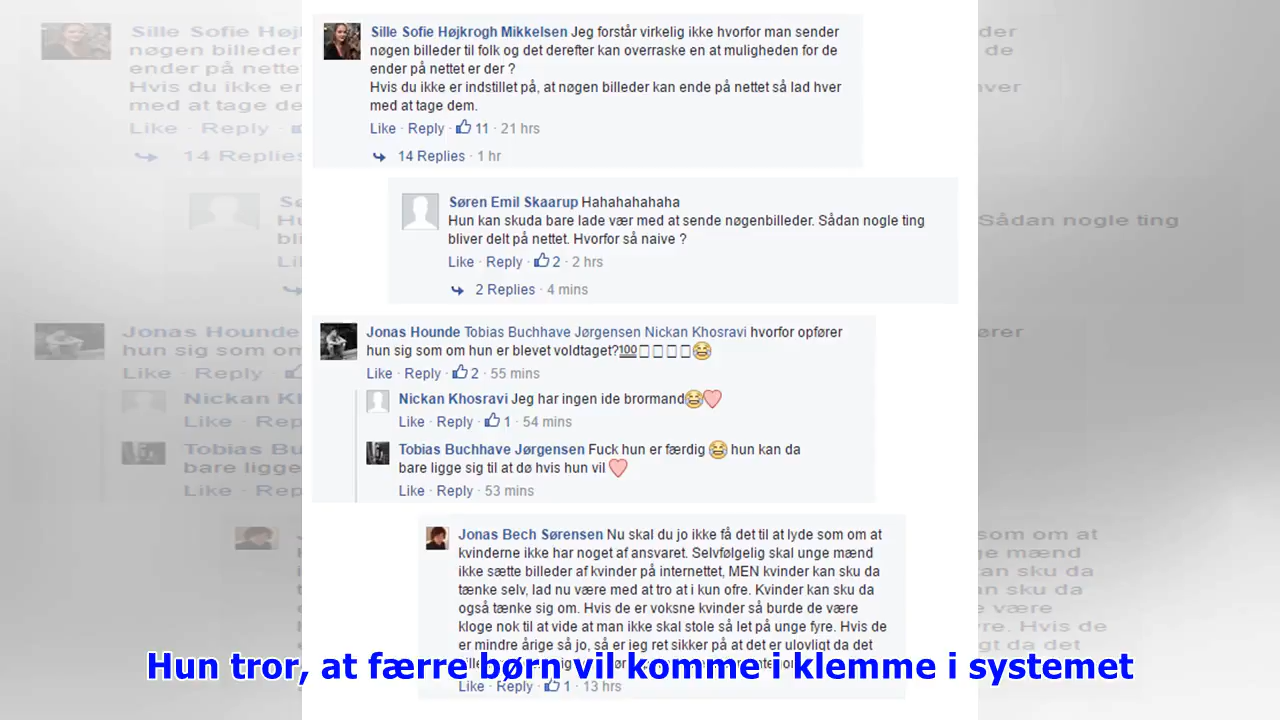 Sille Sofie Højkrogh Mikkelsen Jeg forstår virkelig ikke hvorfor man sender
nøgen billeder til folk og det derefter kan overraske en at muligheden for de
ender på nettet er der ?
Hvis du ikke er indstillet på, at nøgen billeder kan ende på nettet så lad hver
med at tage dem.
Like · Reply · 11 · 21 hrs
14 Replies · 1 hr
Søren Emil Skaarup Hahahahahaha
Hun kan skuda bare lade vær med at sende nøgenbilleder. Sådan nogle ting
bliver delt på nettet. Hvorfor så naive ?
Like · Reply · 2 · 2 hrs
2 Replies · 4 mins
Jonas Hounde Tobias Buchhave Jørgensen Nickan Khosravi hvorfor opfører
hun sig som om hun er blevet voldtaget?💯😂
Like · Reply · 2 · 55 mins
Nickan Khosravi Jeg har ingen ide brormand😂❤
Like · Reply · 1 · 54 mins
Tobias Buchhave Jørgensen Fuck hun er færdig 😂 hun kan da
bare ligge sig til at dø hvis hun vil❤
Like · Reply · 53 mins
Jonas Bech Sørensen Nu skal du jo ikke få det til at lyde som om at
kvinderne ikke har noget af ansvaret. Selvfølgelig skal unge mænd
ikke sætte billeder af kvinder på internettet, MEN kvinder kan sku da
tænke selv, lad nu være med at tro at i kun ofre. Kvinder kan sku da
også tænke sig om. Hvis de er voksne kvinder så burde de være
kloge nok til at vide at man ikke skal stole så let på unge fyre. Hvis de
er mindre årige så jo, så er jeg ret sikker på at det er ulovligt da det
Hun tror, at færre børn vil komme i klemme i systemet
Like · Reply · 1 · 13 hrs